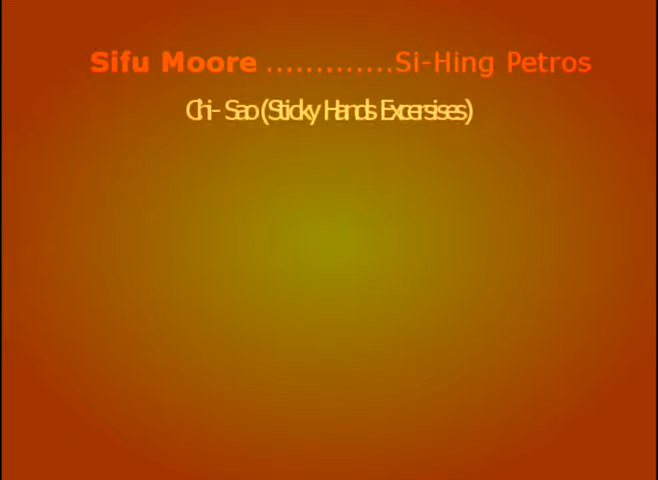 Sifu Moore .............Si-Hing Petros
Chi- Sao (Sticky Hands Excersises)